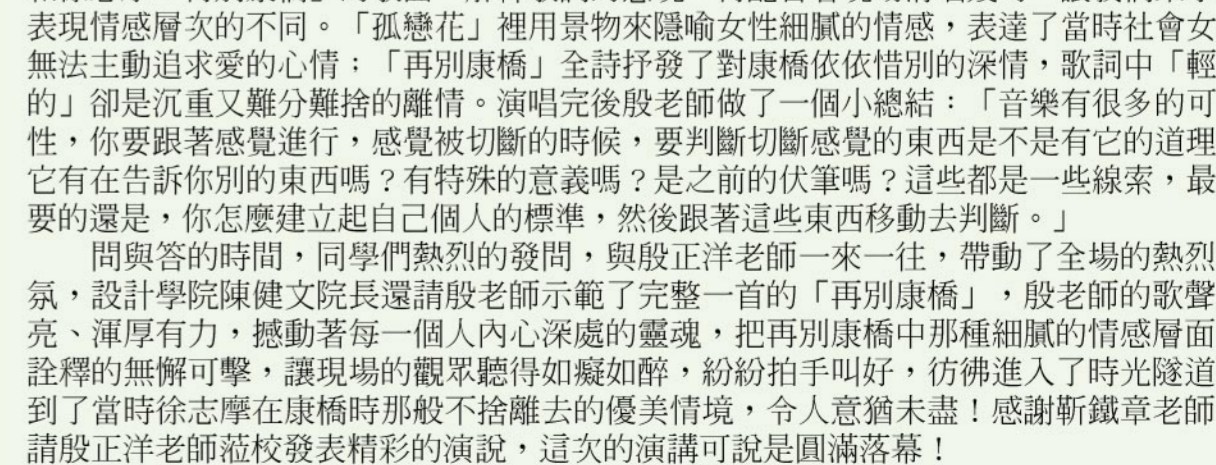 表現情感層次的不同。「孤戀花」裡用景物來隱喻女性細膩的情感,表達了當時社會女
無法主動追求愛的心情;「再別康橋」全詩抒發了對康橋依依惜別的深情,歌詞中「輕
的」卻是沉重又難分難捨的離情。演唱完後殷老師做了一個小總結:「音樂有很多的可
性,你要跟著感覺進行,感覺被切斷的時候,要判斷切斷感覺的東西是不是有它的道理
它有在告訴你別的東西嗎?有特殊的意義嗎?是之前的伏筆嗎?這些都是一些線索,最
要的還是,你怎麼建立起自己個人的標準,然後跟著這些東西移動去判斷。」
問與答的時間,同學們熱烈的發問,與殷正洋老師一來一往,帶動了全場的熱烈
氛,設計學院陳健文院長還請殷老師示範了完整一首的「再別康橋」,殷老師的歌聲
亮、渾厚有力,撼動著每一個人內心深處的靈魂,把再別康橋中那種細膩的情感層面
詮釋的無懈可擊,讓現場的觀眾聽得如癡如醉,紛紛拍手叫好,彷彿進入了時光隧道
到了當時徐志摩在康橋時那般不捨離去的優美情境,令人意猶未盡!感謝靳鐵章老師
請殷正洋老師蒞校發表精彩的演說,這次的演講可說是圓滿落幕!